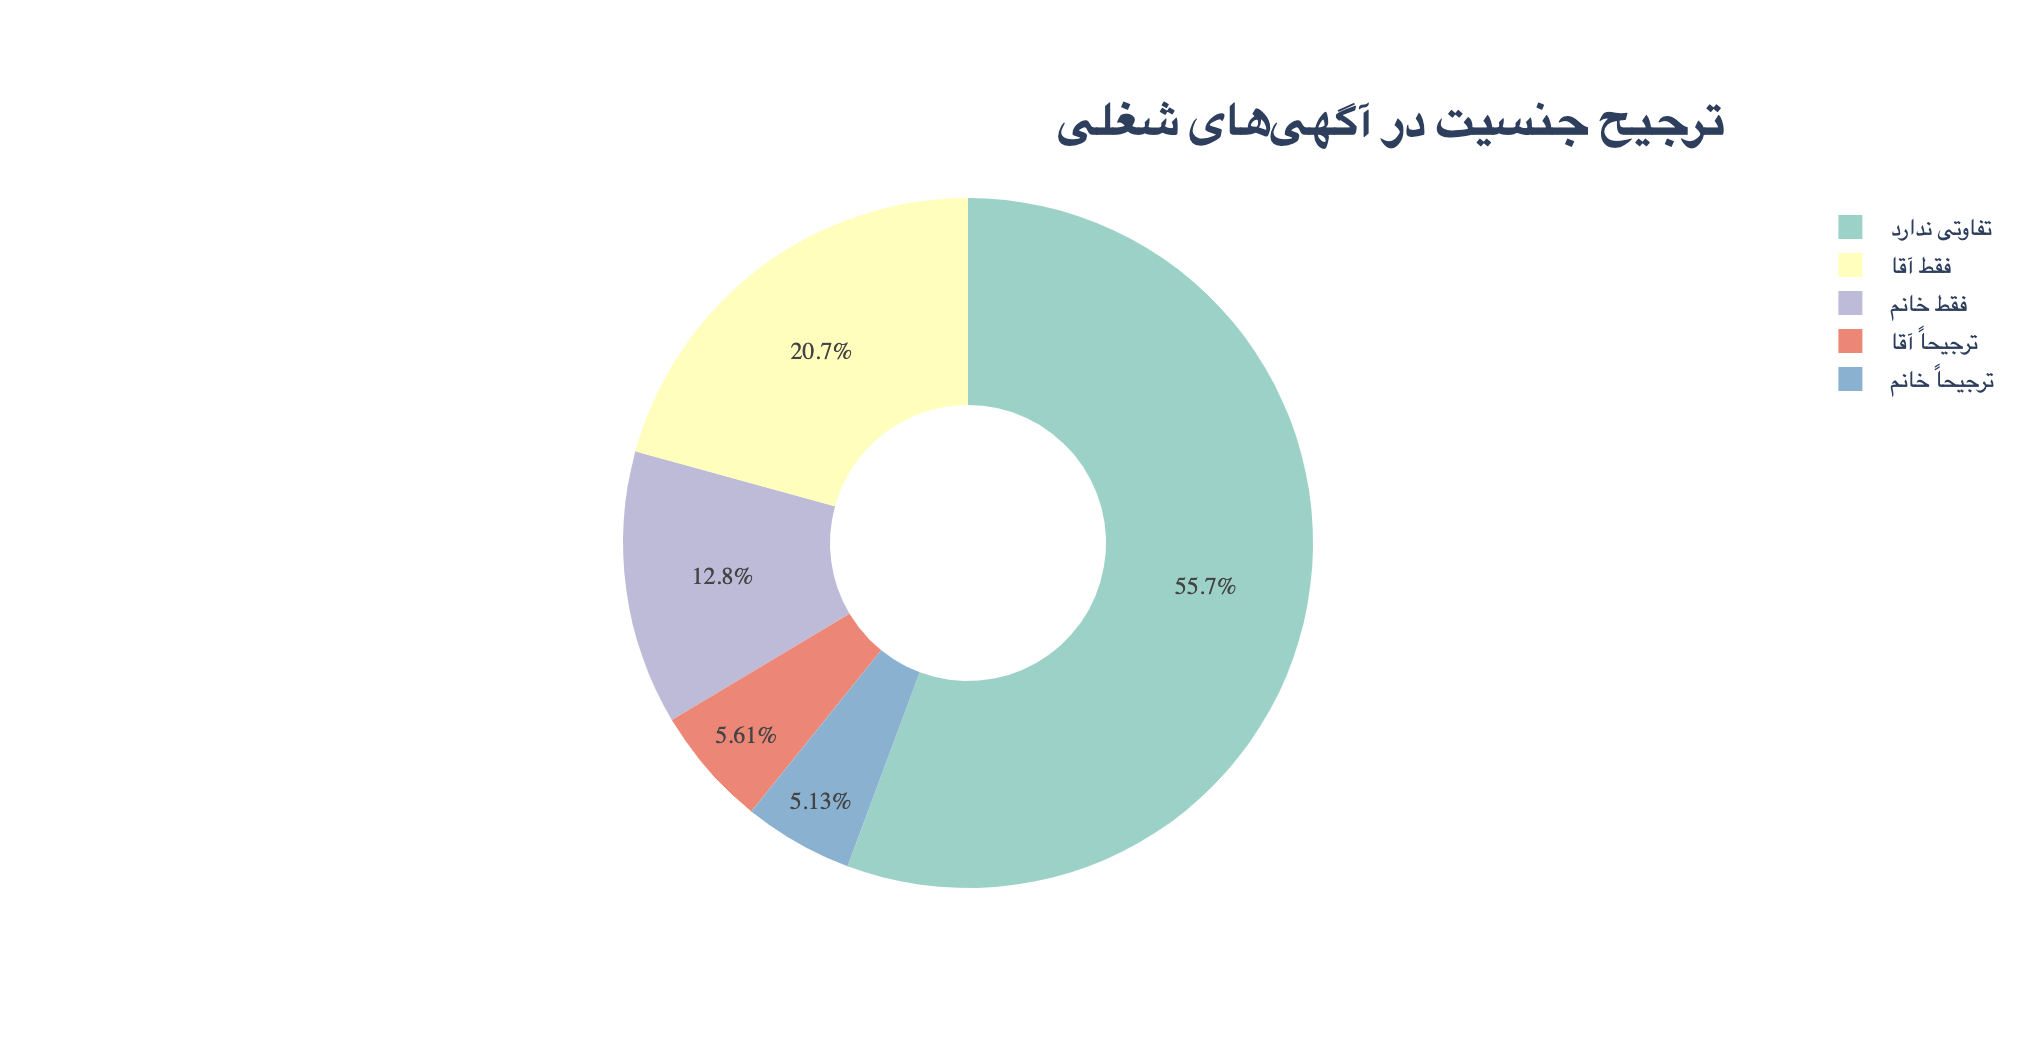 ترجیح جنسیت در آگهی‌های شغلی
تفاوتی ندارد
فقط آقا
فقط خانم
ترجیحاً آقا
ترجیحاً خانم
20.7%
12.8%
55.7%
5.61%
5.13%